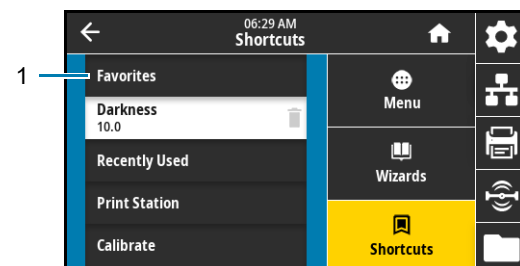 06:29 AM
Shortcuts
1
Favorites
Darkness
10.0
Recently Used
Print Station
Calibrate
Menu
Wizards
Shortcuts